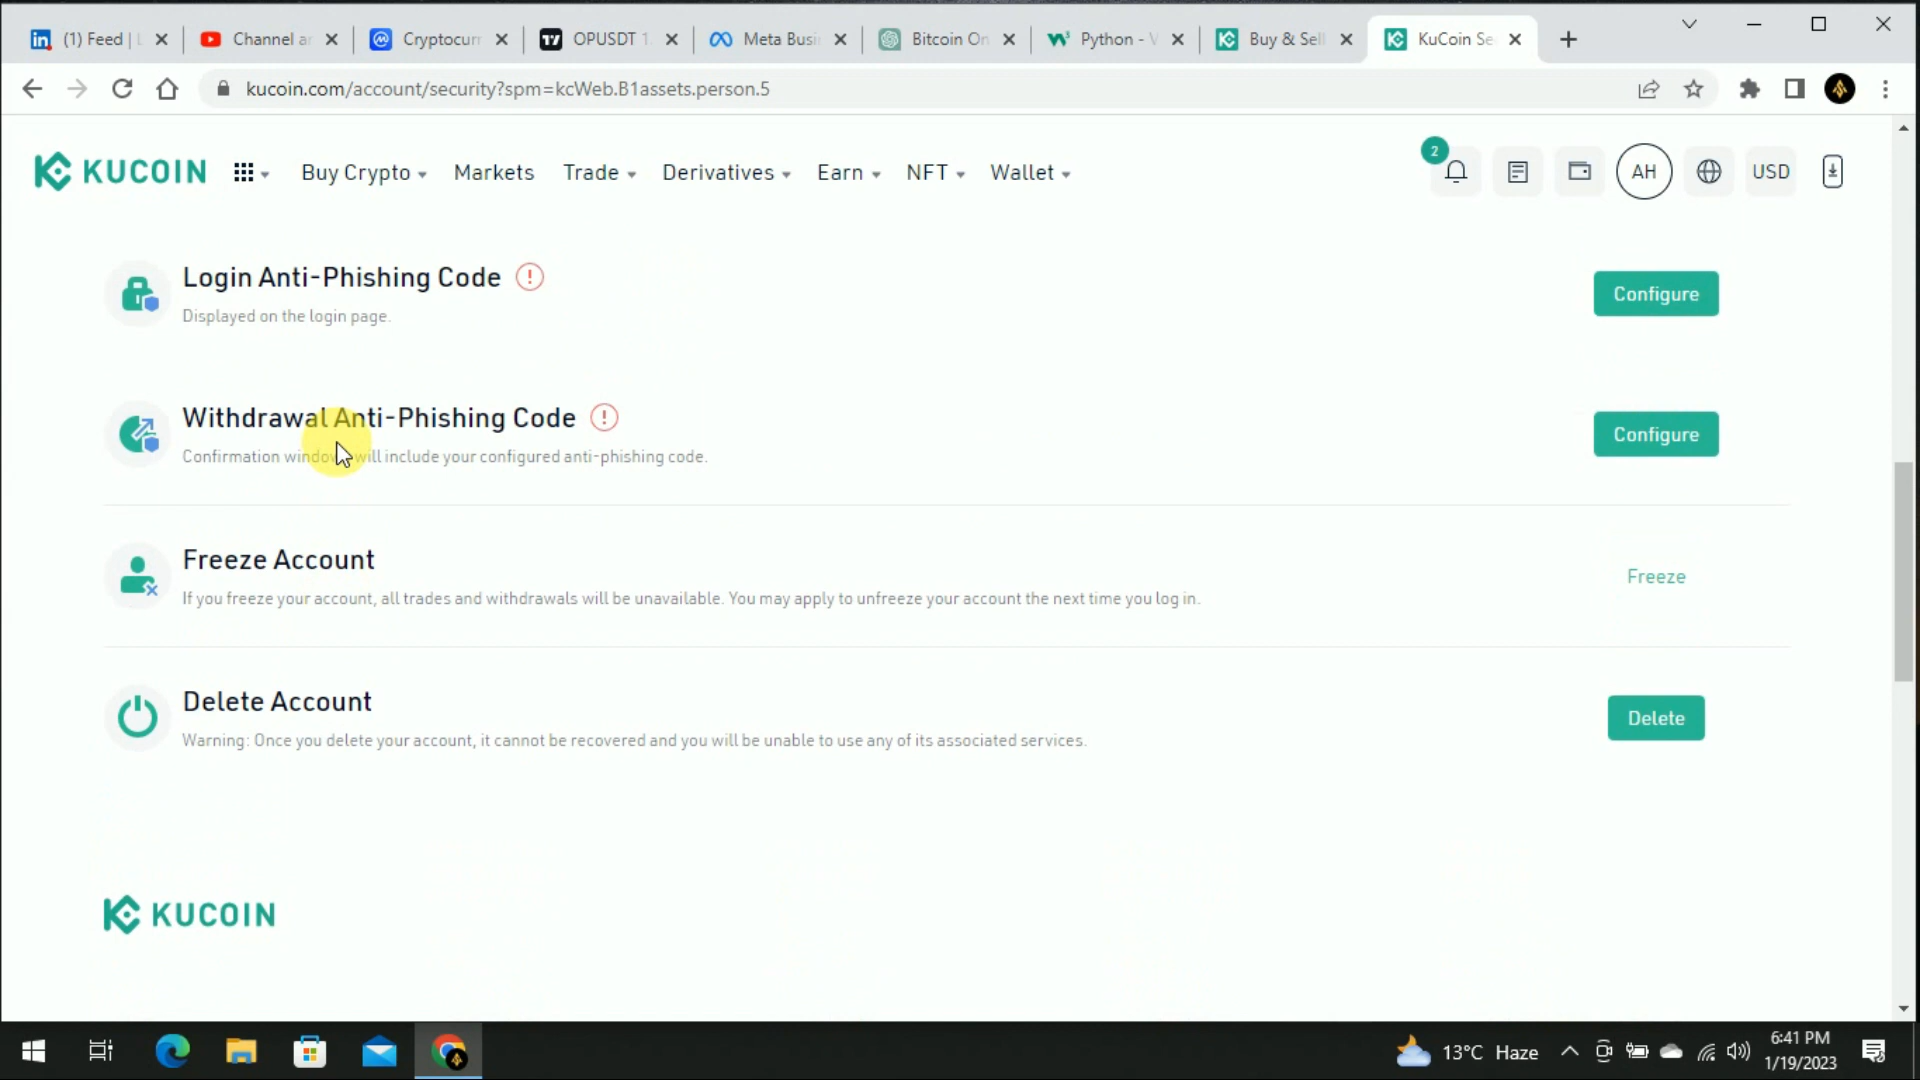 (1) Feed |
Channel
Cryptocurr
OPUSDT 1
Meta Busi
Bitcoin On
Python -
Buy & Sell
KuCoin Se
kucoin.com/account/security?spm=kcWeb.B1assets.person.5
KUCOIN
Buy Crypto
Markets
Trade
Derivatives
Earn
NFT
Wallet
2
AH
USD
Login Anti-Phishing Code
Displayed on the login page.
Configure
Withdrawal Anti-Phishing Code
Confirmation window will include your configured anti-phishing code.
Configure
Freeze Account
If you freeze your account, all trades and withdrawals will be unavailable. You may apply to unfreeze your account the next time you log in.
Freeze
Delete Account
Warning: Once you delete your account, it cannot be recovered and you will be unable to use any of its associated services.
Delete
KUCOIN
13°C Haze
6:41 PM
1/19/2023